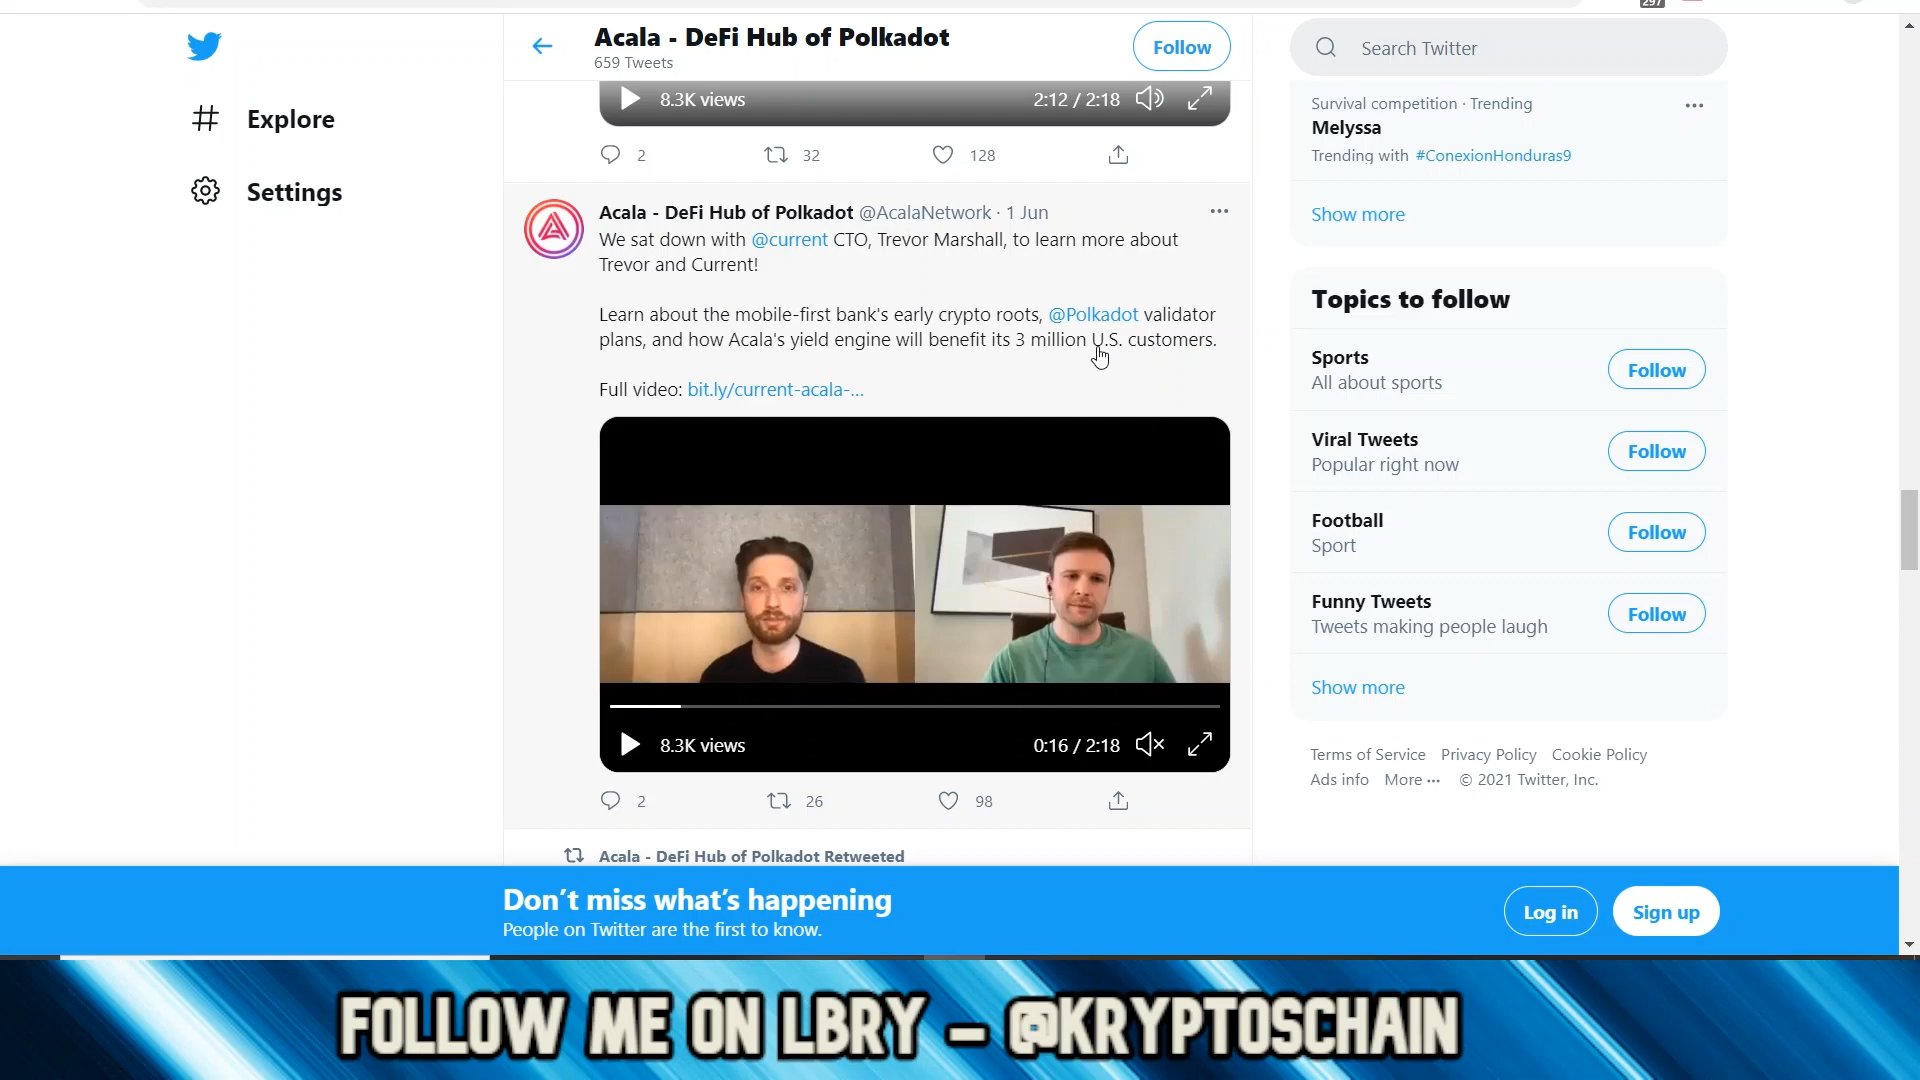 297
Acala - DeFi Hub of Polkadot
659 Tweets
Follow
Search Twitter
Explore
Settings
8.3K views
2:12 / 2:18
2
32
128
Acala - DeFi Hub of Polkadot @AcalaNetwork · 1 Jun
We sat down with @current CTO, Trevor Marshall, to learn more about
Trevor and Current!
Learn about the mobile-first bank's early crypto roots, @Polkadot validator
plans, and how Acala's yield engine will benefit its 3 million U.S. customers.
Full video: bit.ly/current-acala-...
8.3K views
0:16 / 2:18
2
26
98
Acala - DeFi Hub of Polkadot Retweeted
Survival competition · Trending
Melyssa
Trending with #ConexionHonduras9
Show more
Topics to follow
Sports
All about sports
Follow
Viral Tweets
Popular right now
Follow
Football
Sport
Follow
Funny Tweets
Tweets making people laugh
Follow
Show more
Terms of Service Privacy Policy Cookie Policy
Ads info More ··· © 2021 Twitter, Inc.
Don't miss what's happening
People on Twitter are the first to know.
Log in
Sign up
FOLLOW ME ON LBRY - @KRYPTOSCHAIN